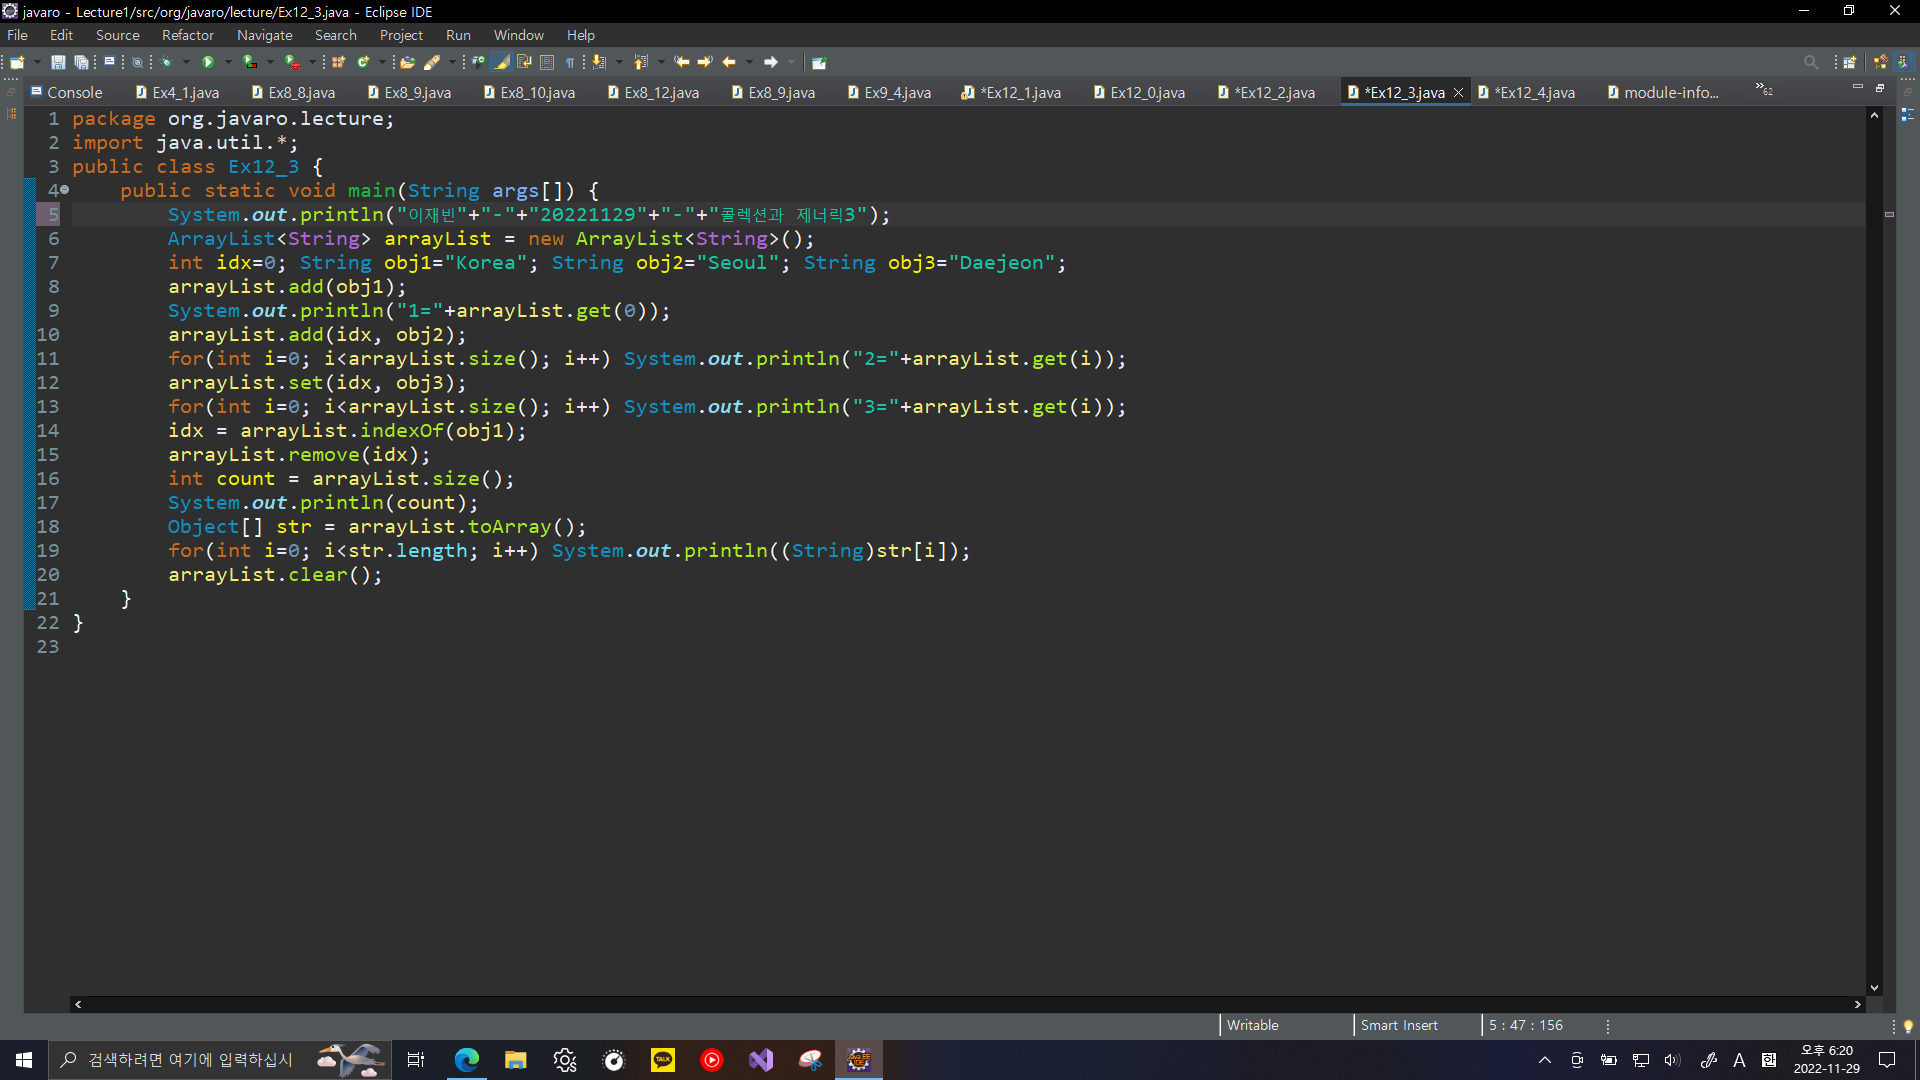 javaro - Lecture1/src/org/javaro/lecture/Ex12_3.java - Eclipse IDE
File Edit Source Refactor Navigate Search Project Run Window Help
Console Ex4_1.java Ex8_8.java Ex8_9.java Ex8_10.java Ex8_12.java Ex8_9.java Ex9_4.java *Ex12_1.java Ex12_0.java *Ex12_2.java *Ex12_3.java *Ex12_4.java module-info... »62
1 package org.javaro.lecture;
2 import java.util.*;
3 public class Ex12_3 {
4 public static void main(String args[]) {
5 System.out.println("이재빈"+"-"+"20221129"+"-"+"콜렉션과 제너릭3");
6 ArrayList<String> arrayList = new ArrayList<String>();
7 int idx=0; String obj1="Korea"; String obj2="Seoul"; String obj3="Daejeon";
8 arrayList.add(obj1);
9 System.out.println("1="+arrayList.get(0));
10 arrayList.add(idx, obj2);
11 for(int i=0; i<arrayList.size(); i++) System.out.println("2="+arrayList.get(i));
12 arrayList.set(idx, obj3);
13 for(int i=0; i<arrayList.size(); i++) System.out.println("3="+arrayList.get(i));
14 idx = arrayList.indexOf(obj1);
15 arrayList.remove(idx);
16 int count = arrayList.size();
17 System.out.println(count);
18 Object[] str = arrayList.toArray();
19 for(int i=0; i<str.length; i++) System.out.println((String)str[i]);
20 arrayList.clear();
21 }
22 }
23
Writable Smart Insert 5 : 47 : 156
검색하려면 여기에 입력하십시 TALK A 오후 6:20
2022-11-29